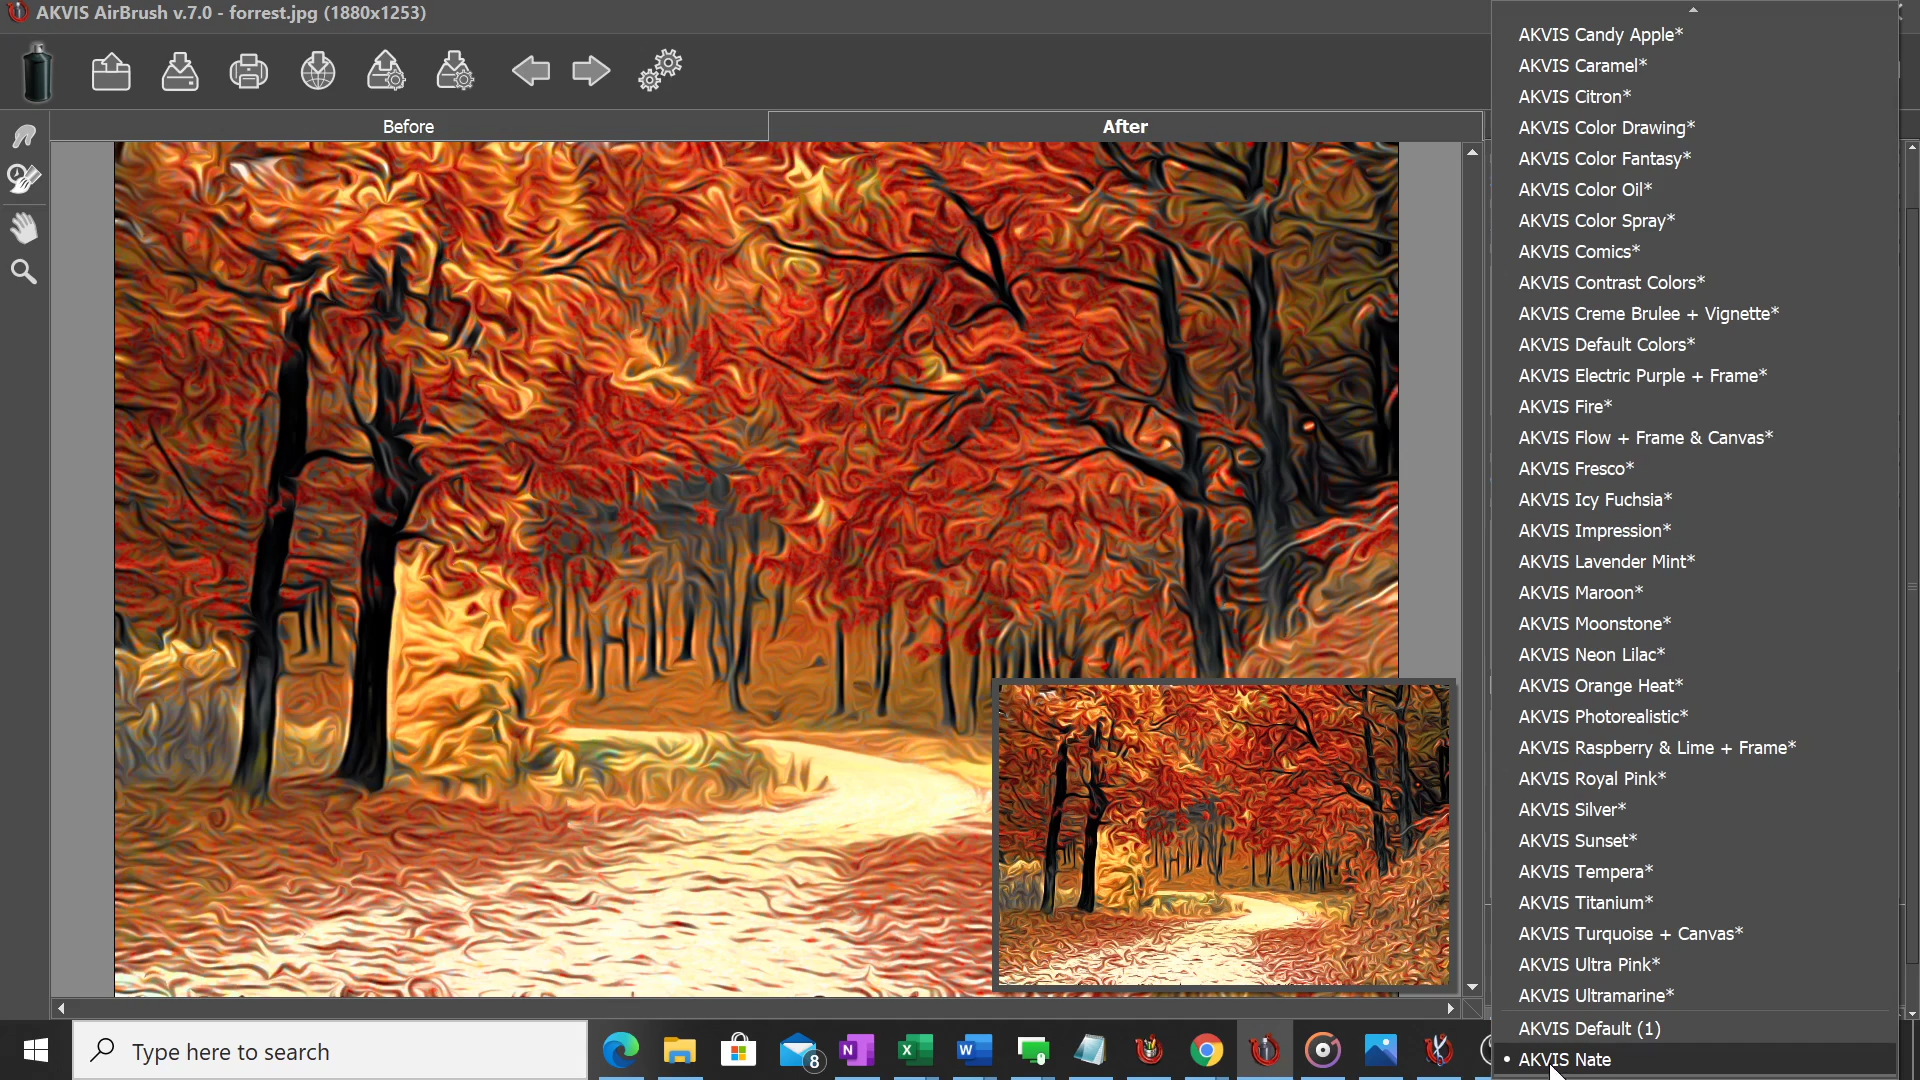 AKVIS AirBrush v.7.0 - forrest.jpg (1880x1253)
Before
After
AKVIS Candy Apple*
AKVIS Caramel*
AKVIS Citron*
AKVIS Color Drawing*
AKVIS Color Fantasy*
AKVIS Color Oil*
AKVIS Color Spray*
AKVIS Comics*
AKVIS Contrast Colors*
AKVIS Creme Brulee + Vignette*
AKVIS Default Colors*
AKVIS Electric Purple + Frame*
AKVIS Fire*
AKVIS Flow + Frame & Canvas*
AKVIS Fresco*
AKVIS Icy Fuchsia*
AKVIS Impression*
AKVIS Lavender Mint*
AKVIS Maroon*
AKVIS Moonstone*
AKVIS Neon Lilac*
AKVIS Orange Heat*
AKVIS Photorealistic*
AKVIS Raspberry & Lime + Frame*
AKVIS Royal Pink*
AKVIS Silver*
AKVIS Sunset*
AKVIS Tempera*
AKVIS Titanium*
AKVIS Turquoise + Canvas*
AKVIS Ultra Pink*
AKVIS Ultramarine*
AKVIS Default (1)
• AKVIS Nate
Type here to search
8
N
X
W